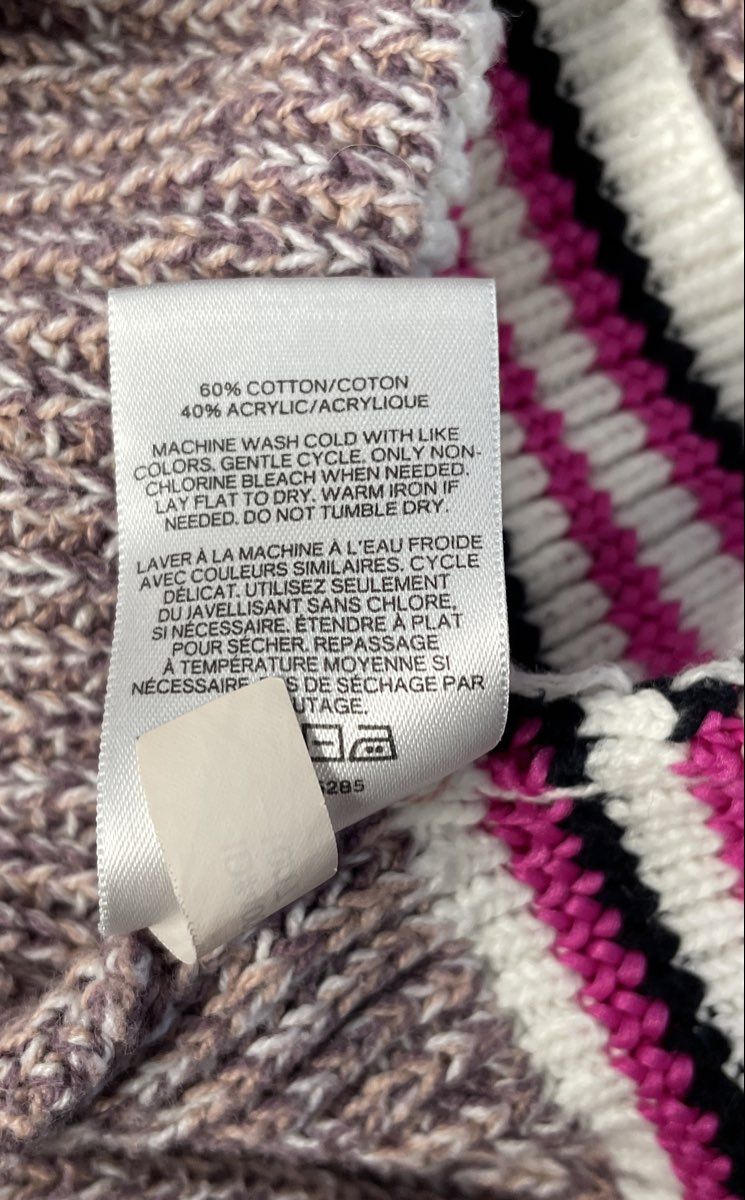 60% COTTON/COTON
40% ACRYLIC/ACRYLIQUE
MACHINE WASH COLD WITH LIKE
COLORS. GENTLE CYCLE. ONLY NON-
CHLORINE BLEACH WHEN NEEDED.
LAY FLAT TO DRY. WARM IRON IF
NEEDED. DO NOT TUMBLE DRY.
LAVER À LA MACHINE À L'EAU FROIDE
AVEC COULEURS SIMILAIRES. CYCLE
DÉLICAT. UTILISEZ SEULEMENT
DU JAVELLISANT SANS CHLORE,
SI NÉCESSAIRE. ÉTENDRE À PLAT
POUR SÉCHER. REPASSAGE
À TEMPÉRATURE MOYENNE SI
NÉCESSAIRE. DE SÉCHAGE PAR
5285